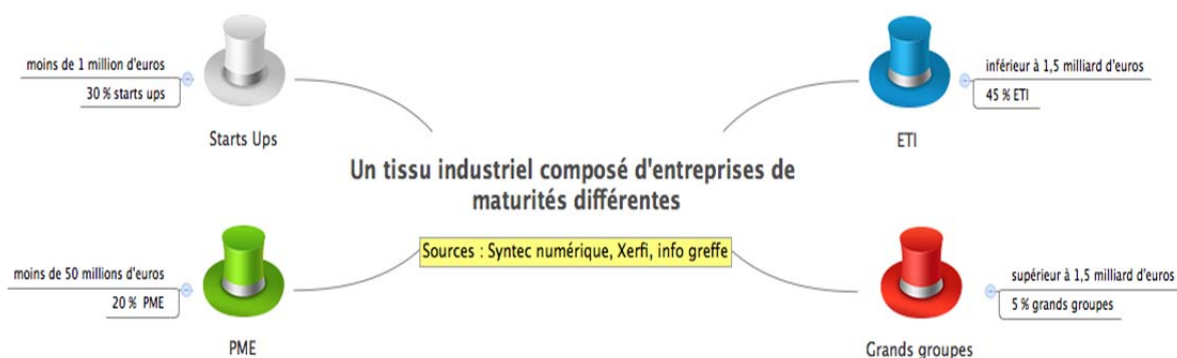 moins de 1 million d'euros
30 % starts ups
Starts Ups
inférieur à 1,5 milliard d'euros
45 % ETI
ETI
Un tissu industriel composé d'entreprises de
maturités différentes
Sources : Syntec numérique, Xerfi, info greffe
moins de 50 millions d'euros
20 % PME
PME
supérieur à 1,5 milliard d'euros
5 % grands groupes
Grands groupes